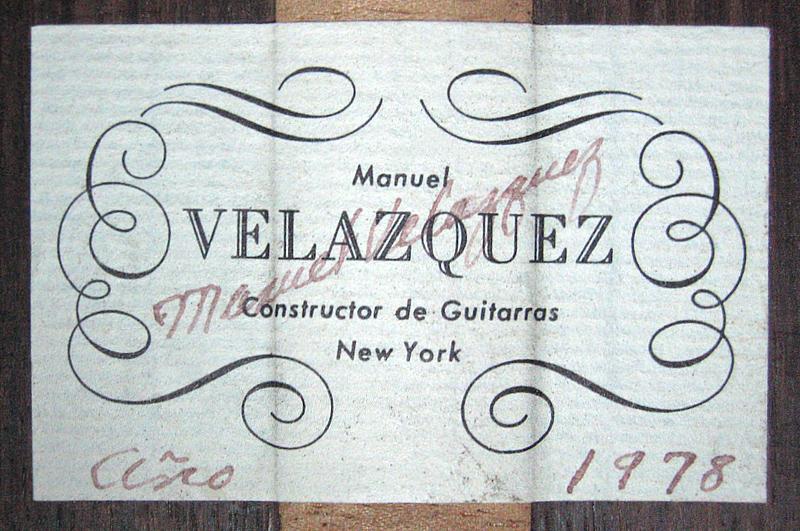 Manuel
VELAZQUEZ
Manuel Velazquez
Constructor de Guitarras
New York
año 1978